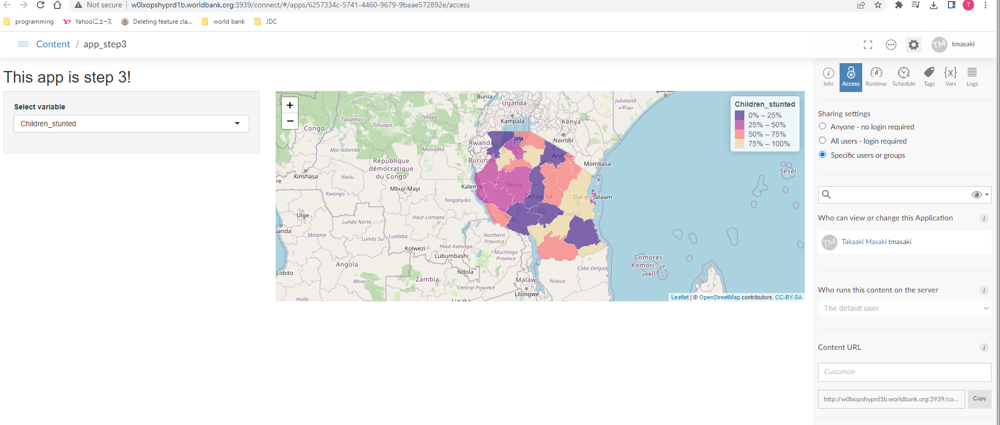 Not secure | w0lxopshyprd1b.worldbank.org:3939/connect/#/apps/6257334c-5741-4460-9679-9baae572892e/access
T
programming
Yahoo!ニュース
Deleting feature cla...
world bank
JDC
Content / app_step3
TM
tmasaki
This app is step 3!
Select variable
Children_stunted
+
−
Bunia
Uganda
Jubaland
جوبالاند
Congo
Équateur
Tshopo
Tshuapa
Kampala
Kenya
Rwanda
Nairobi
Mai-Ndombe
Maniema
Burundi
Arusha
République
démocratique
du Congo
Mombasa
Kinshasa
Kwilu
re
Sesel
Mbuji-Mayi
Kalemie
Tabora
Kwango
Tanganyika
Tanzania
Dar es-Salaam
Uíge
Haut-Lomami
Morogoro
Lunda Norte
uanda
Malanje
Lunda Sul
Lualaba
Northern
Province
Kolwezi
Haut-Katanga
Lubumbashi
Muchinga
Province
Comores
Komori جزر
القمر
Angola
Lobito
Ndola
Cabo Delgado
Moxico
Zambia
Malawi
Niassa
Central Province
Lilongwe
Huíla
Lusaka
Children_stunted
0% – 25%
25% – 50%
50% – 75%
75% – 100%
Leaflet | © OpenStreetMap contributors, CC-BY-SA
Info
Access
Runtime
Schedule
Tags
{x}
Vars
Logs
Sharing settings
Anyone - no login required
All users - login required
Specific users or groups
Who can view or change this Application
i
TM
Takaaki Masaki tmasaki
Who runs this content on the server
i
The default user
Content URL
i
Customize
http://w0lxopshyprd1b.worldbank.org:3939/co...
Copy